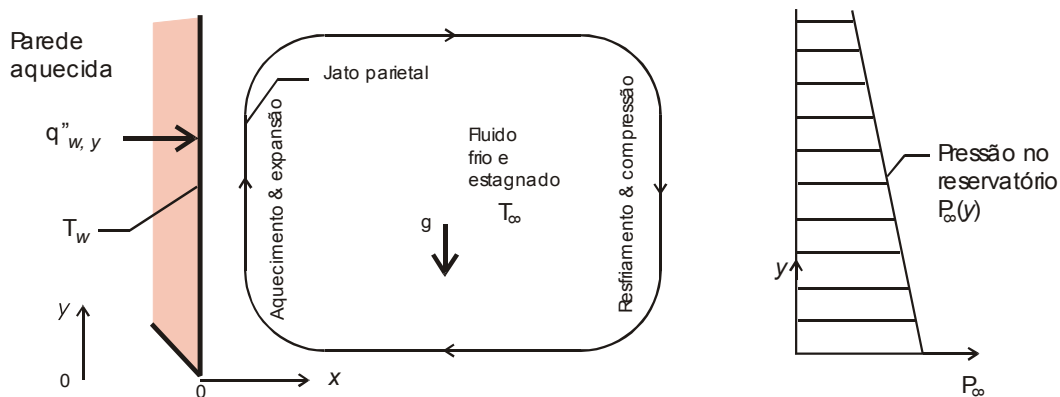 Parede
aquecida
q"w, y
Tw
y
0
0
x
Jato parietal
Aquecimento & expansão
Fluido
frio e
estagnado
T∞
g
Resfriamento & compressão
Pressão no
reservatório
P∞(y)
y
P∞